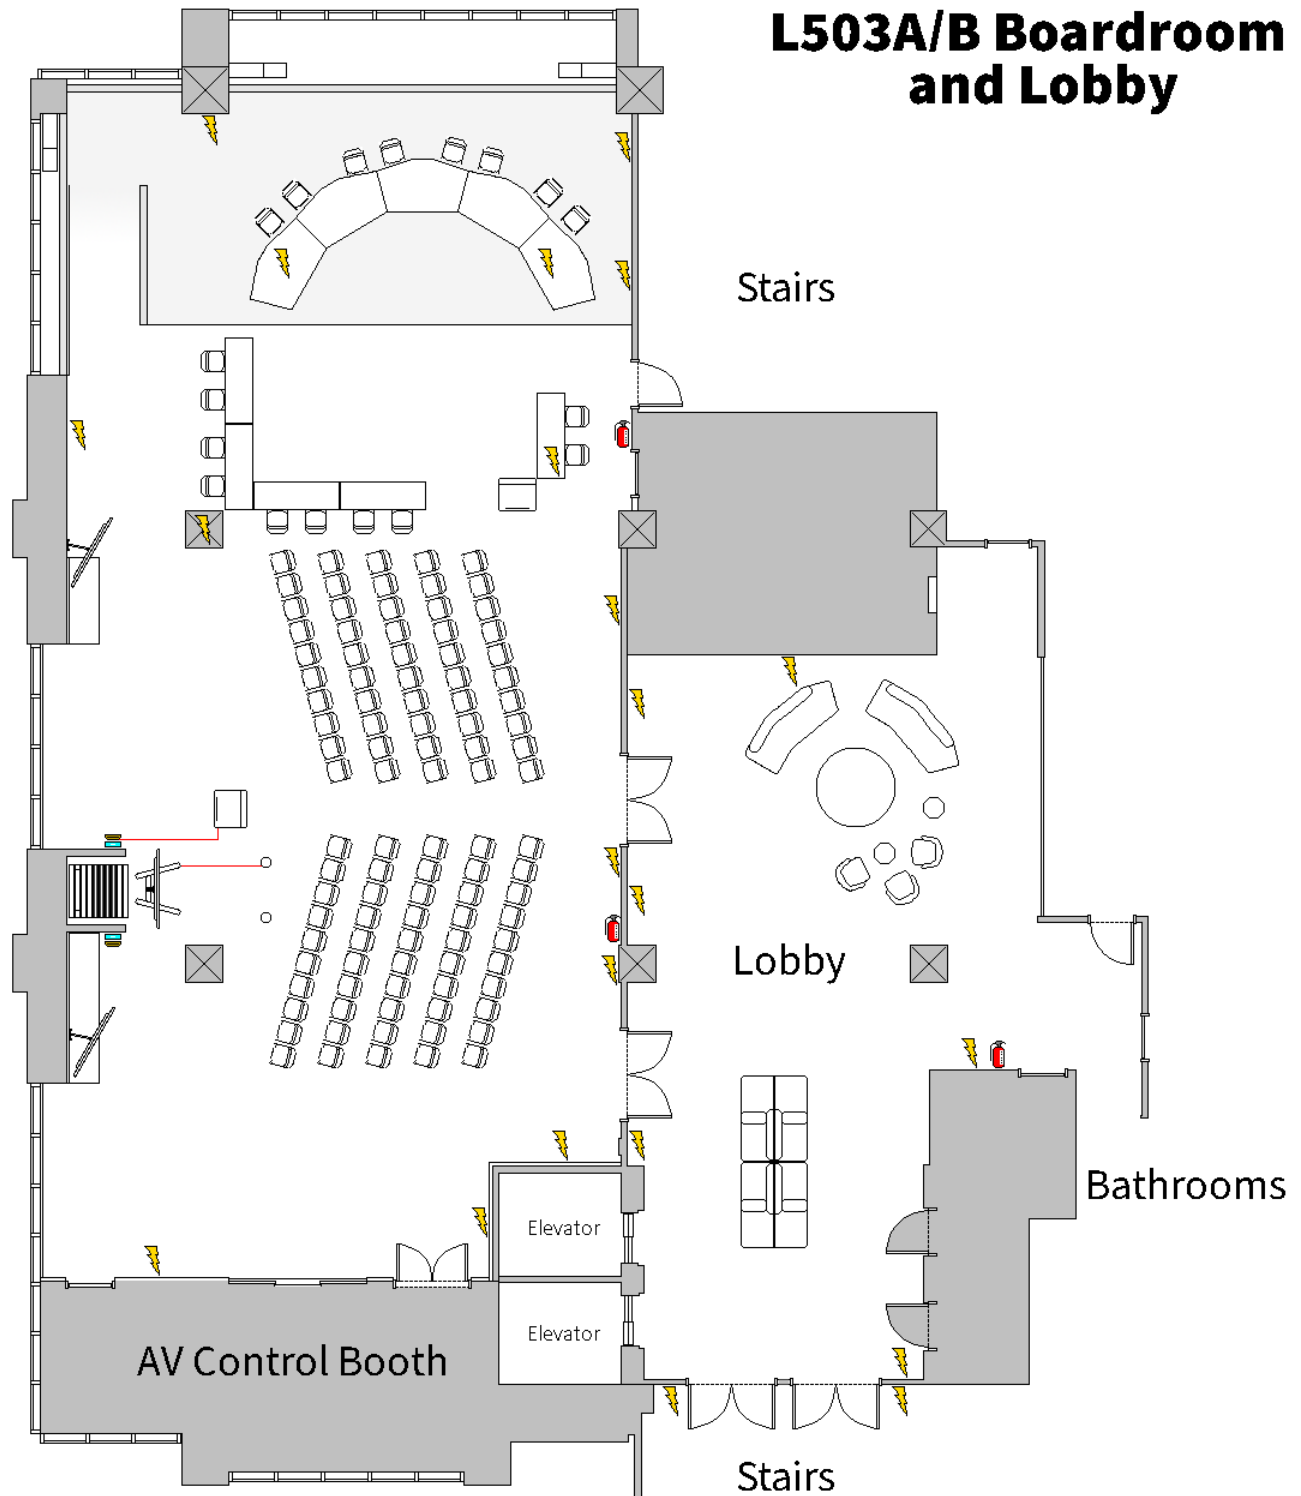 L503A/B Boardroom
and Lobby
Stairs
Lobby
Bathrooms
Elevator
Elevator
AV Control Booth
Stairs